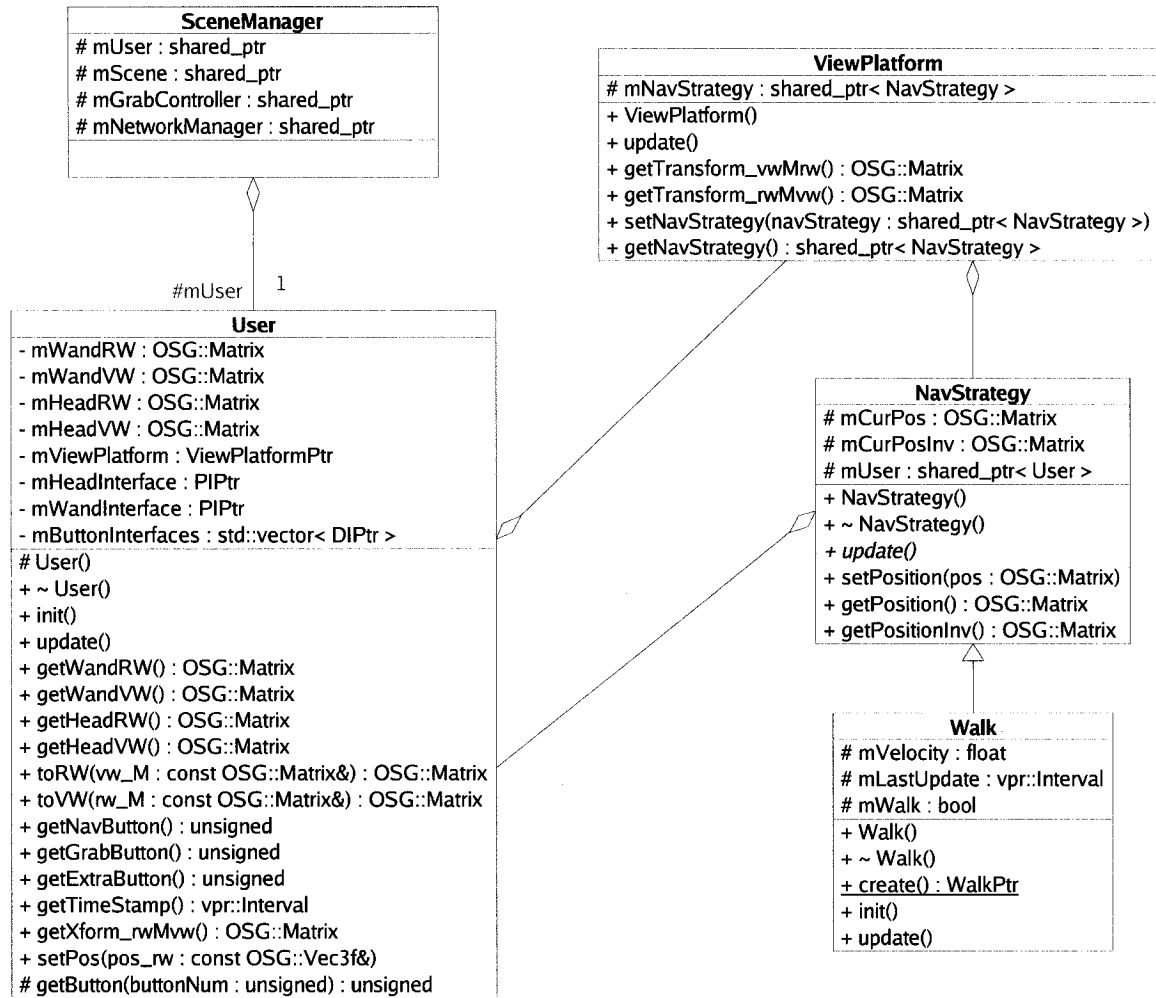 SceneManager
# mUser : shared_ptr
# mScene : shared_ptr
# mGrabController : shared_ptr
# mNetworkManager : shared_ptr
#mUser
1
User
- mWandRW : OSG::Matrix
- mWandVW : OSG::Matrix
- mHeadRW : OSG::Matrix
- mHeadVW : OSG::Matrix
- mViewPlatform : ViewPlatformPtr
- mHeadInterface : PIPtr
- mWandInterface : PIPtr
- mButtonInterfaces : std::vector< DIPtr >
# User()
+ ~ User()
+ init()
+ update()
+ getWandRW() : OSG::Matrix
+ getWandVW() : OSG::Matrix
+ getHeadRW() : OSG::Matrix
+ getHeadVW() : OSG::Matrix
+ toRW(vw_M : const OSG::Matrix&) : OSG::Matrix
+ toVW(rw_M : const OSG::Matrix&) : OSG::Matrix
+ getNavButton() : unsigned
+ getGrabButton() : unsigned
+ getExtraButton() : unsigned
+ getTimeStamp() : vpr::Interval
+ getXform_rwMvw() : OSG::Matrix
+ setPos(pos_rw : const OSG::Vec3f&)
# getButton(buttonNum : unsigned) : unsigned
ViewPlatform
# mNavStrategy : shared_ptr< NavStrategy >
+ ViewPlatform()
+ update()
+ getTransform_vwMrw() : OSG::Matrix
+ getTransform_rwMvw() : OSG::Matrix
+ setNavStrategy(navStrategy : shared_ptr< NavStrategy >)
+ getNavStrategy() : shared_ptr< NavStrategy >
NavStrategy
# mCurPos : OSG::Matrix
# mCurPosInv : OSG::Matrix
# mUser : shared_ptr< User >
+ NavStrategy()
+ ~ NavStrategy()
+ update()
+ setPosition(pos : OSG::Matrix)
+ getPosition() : OSG::Matrix
+ getPositionInv() : OSG::Matrix
Walk
# mVelocity : float
# mLastUpdate : vpr::Interval
# mWalk : bool
+ Walk()
+ ~ Walk()
+ create() : WalkPtr
+ init()
+ update()